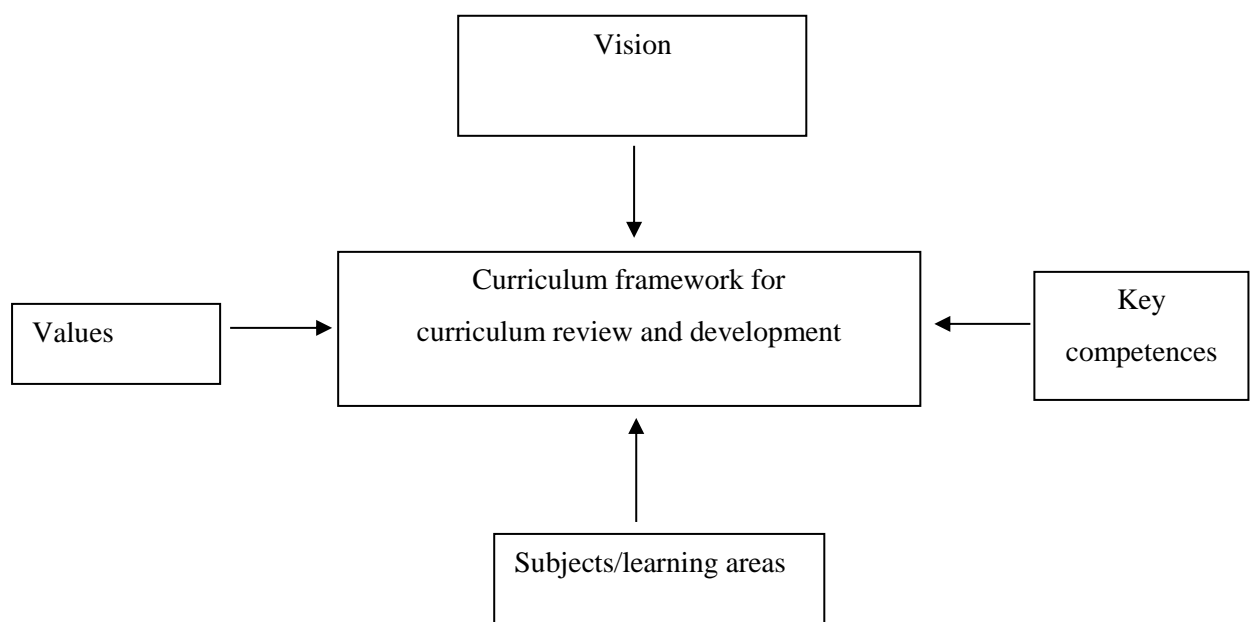 Vision
Curriculum framework for
curriculum review and development
Values
Key
competences
Subjects/learning areas